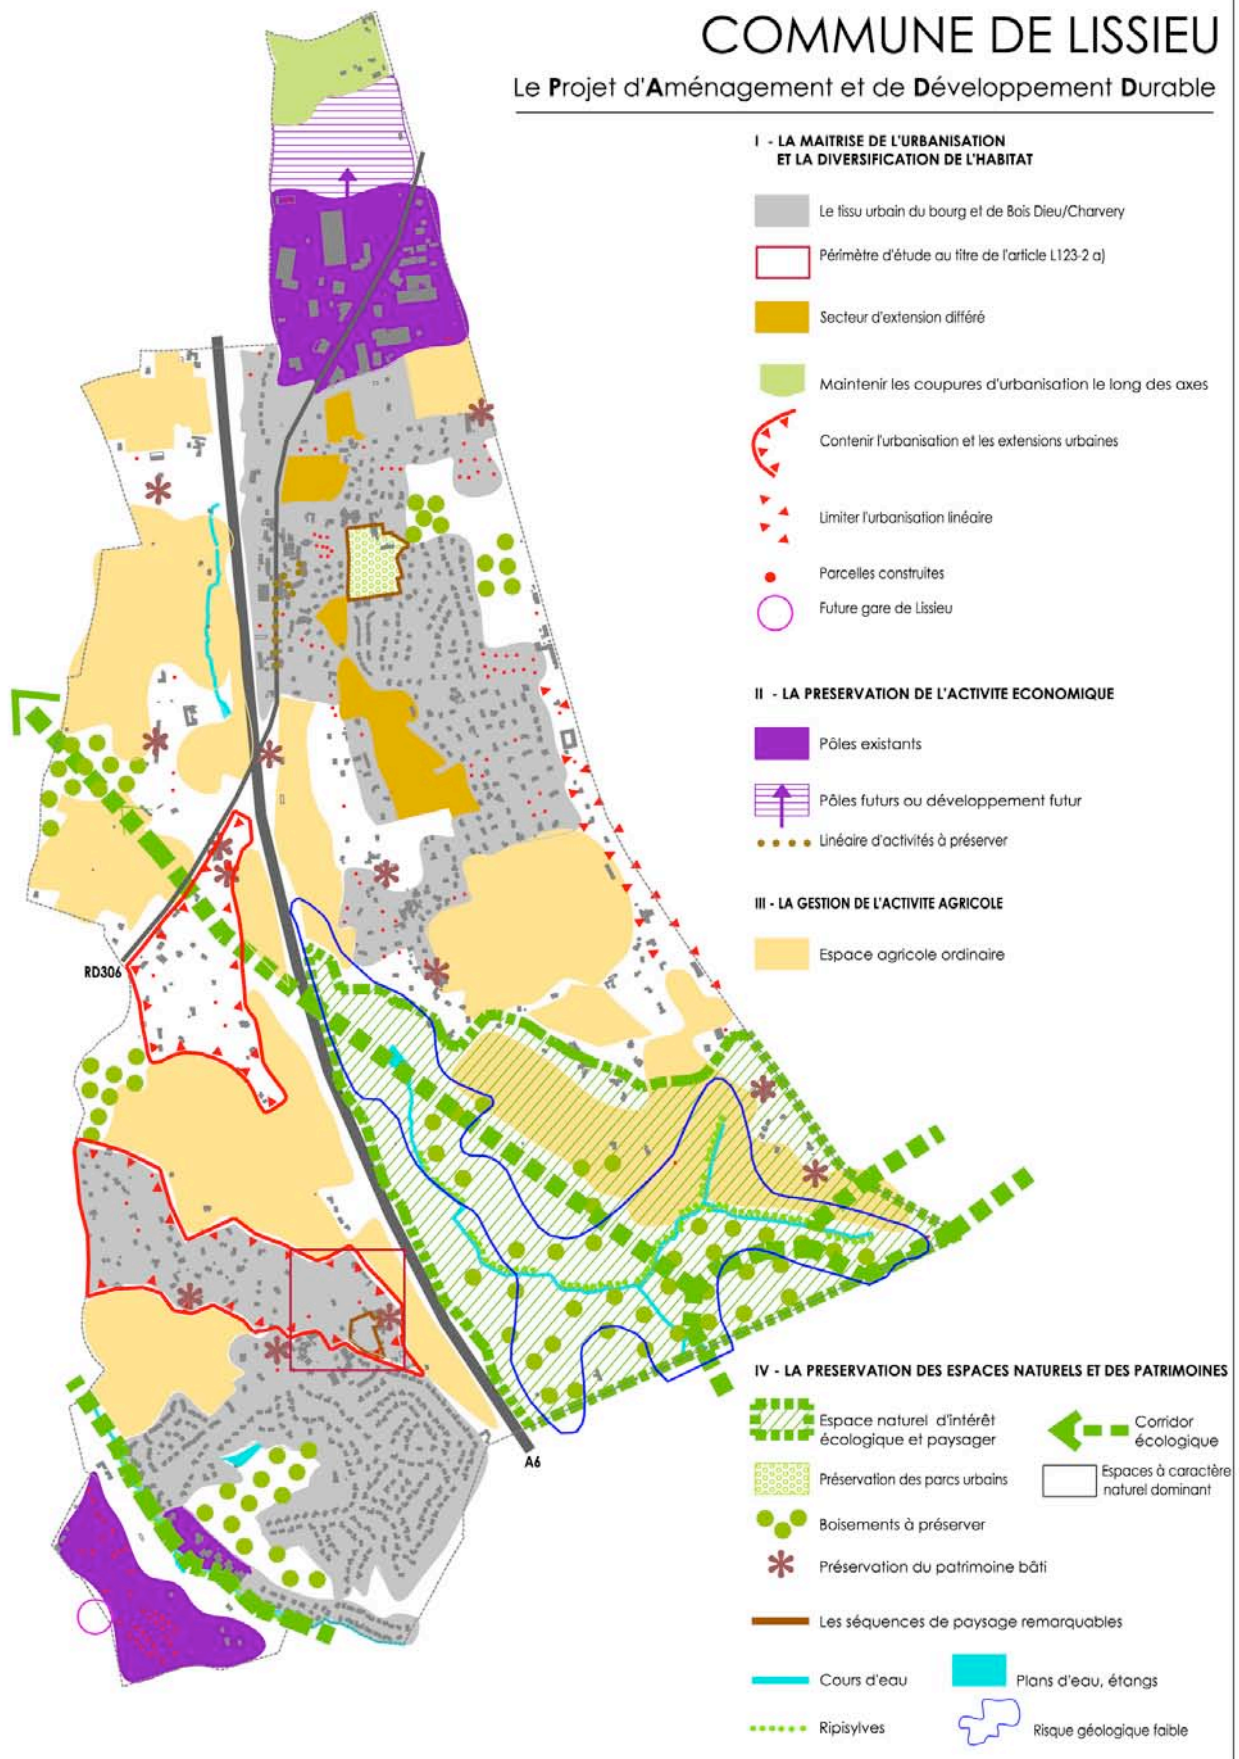 COMMUNE DE LISSIEU
Le Projet d'Aménagement et de Développement Durable
I - LA MAITRISE DE L'URBANISATION
ET LA DIVERSIFICATION DE L'HABITAT
Le tissu urbain du bourg et de Bois Dieu/Charvery
Périmètre d'étude au titre de l'article L123-2 a)
Secteur d'extension différé
Maintenir les coupures d'urbanisation le long des axes
Contenir l'urbanisation et les extensions urbaines
Limiter l'urbanisation linéaire
Parcelles construites
Future gare de Lissieu
II - LA PRESERVATION DE L'ACTIVITE ECONOMIQUE
Pôles existants
Pôles futurs ou développement futur
Linéaire d'activités à préserver
III - LA GESTION DE L'ACTIVITE AGRICOLE
Espace agricole ordinaire
RD306
A6
IV - LA PRESERVATION DES ESPACES NATURELS ET DES PATRIMOINES
Espace naturel d'intérêt
écologique et paysager
Corridor
écologique
Préservation des parcs urbains
Espaces à caractère
naturel dominant
Boisements à préserver
Préservation du patrimoine bâti
Les séquences de paysage remarquables
Cours d'eau
Plans d'eau, étangs
Ripisylves
Risque géologique faible